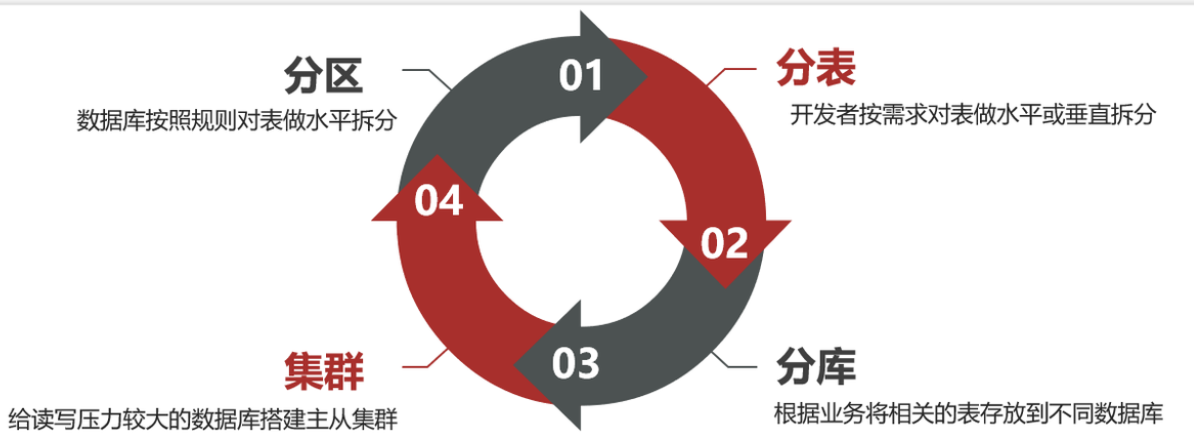 01
分区
数据库按照规则对表做水平拆分
02
分表
开发者按需求对表做水平或垂直拆分
03
分库
根据业务将相关的表存放到不同数据库
04
集群
给读写压力较大的数据库搭建主从集群